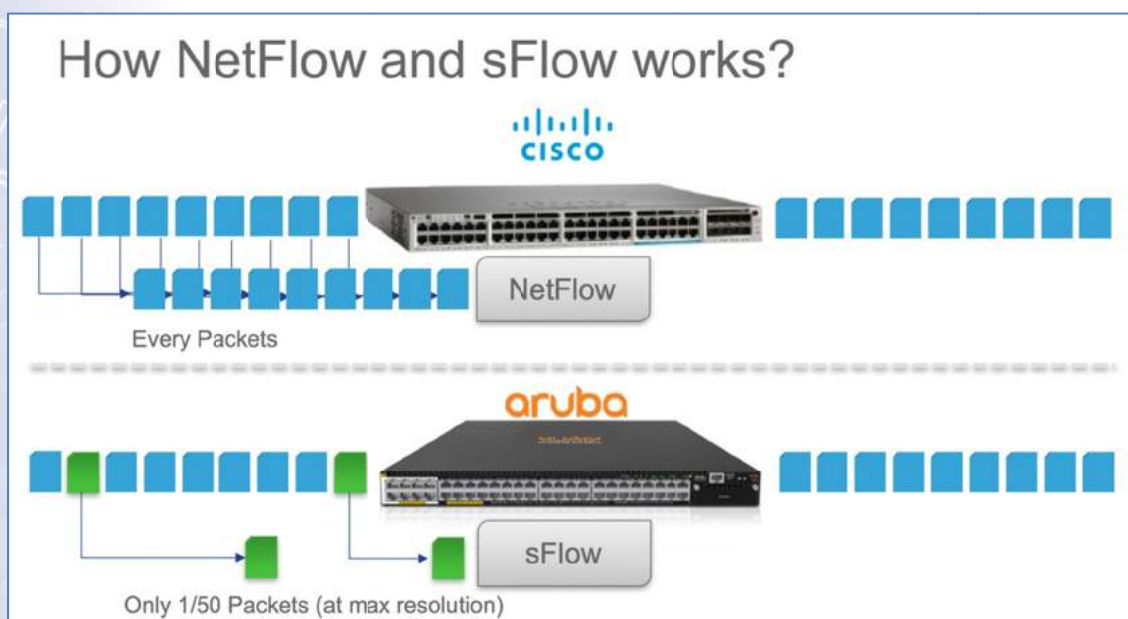 How NetFlow and sFlow works?
CISCO
NetFlow
Every Packets
aruba
sFlow
Only 1/50 Packets (at max resolution)